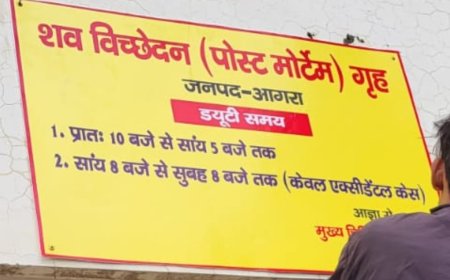 शव विच्छेदन (पोस्ट मोर्टेम) गृह
जनपद-आगरा
डयूटी समय
1. प्रातः 10 बजे से सांय 5 बजे तक
2. सांय 8 बजे से सुबह 8 बजे तक (केवल एक्सीडेंटल केस)
आज्ञा से
मुख्य